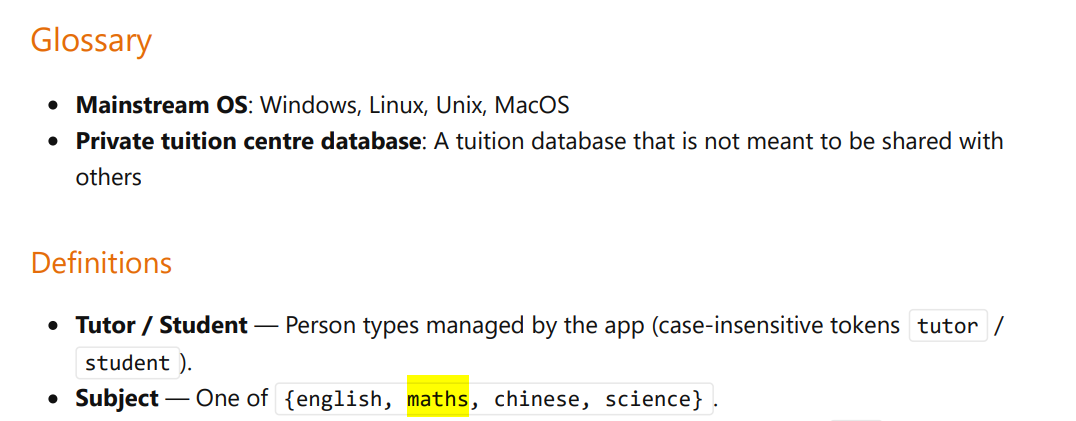 Glossary
• Mainstream OS: Windows, Linux, Unix, MacOS
• Private tuition centre database: A tuition database that is not meant to be shared with
others
Definitions
• Tutor / Student — Person types managed by the app (case-insensitive tokens tutor /
student ).
• Subject — One of {english, maths, chinese, science} .